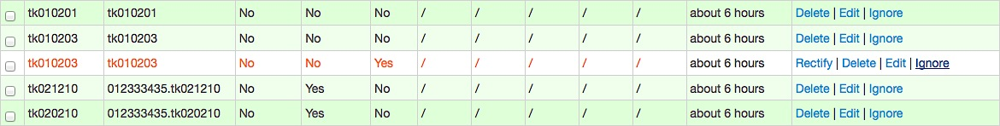 tk010201 tk010201 No No No / / / / / about 6 hours Delete | Edit | Ignore
tk010203 tk010203 No No No / / / / / about 6 hours Delete | Edit | Ignore
tk010203 tk010203 No No Yes / / / / / about 6 hours Rectify | Delete | Edit | Ignore
tk021210 012333435.tk021210 No Yes No / / / / / about 6 hours Delete | Edit | Ignore
tk020210 012333435.tk020210 No Yes No / / / / / about 6 hours Delete | Edit | Ignore